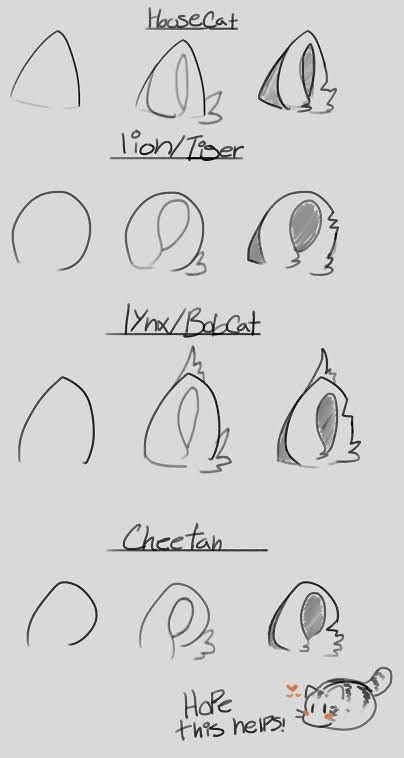 HouseCat
lion/Tiger
lynx/BobCat
Cheetah
HOPE
this helps!